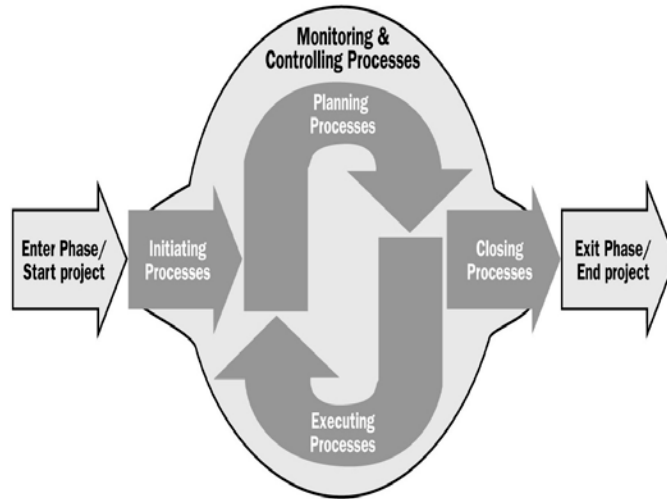 Monitoring &
Controlling Processes
Planning
Processes
Enter Phase/
Start project
Initiating
Processes
Closing
Processes
Exit Phase/
End project
Executing
Processes